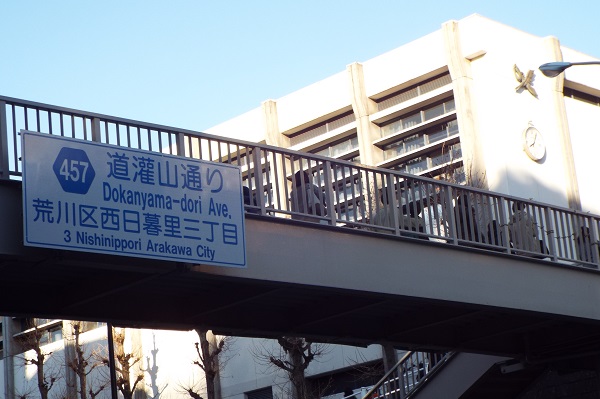 457
道灌山通り
Dokanyama-dori Ave.
荒川区西日暮里三丁目
3 Nishinippori Arakawa City